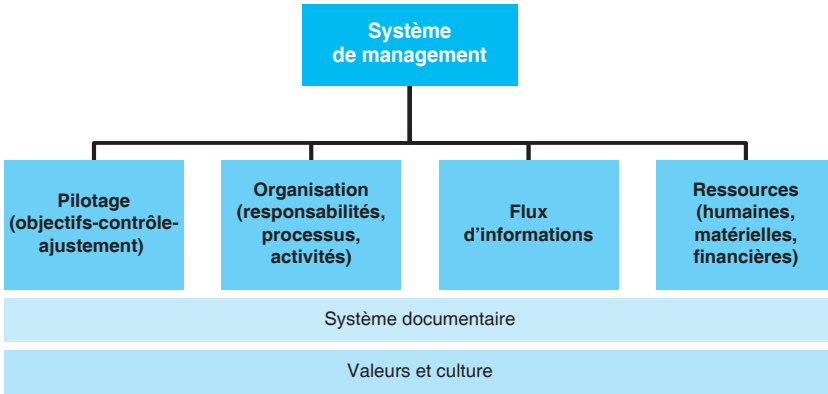 Système
de management
Pilotage
(objectifs-contrôle-
ajustement)
Organisation
(responsabilités,
processus,
activités)
Flux
d'informations
Ressources
(humaines,
matérielles,
financières)
Système documentaire
Valeurs et culture